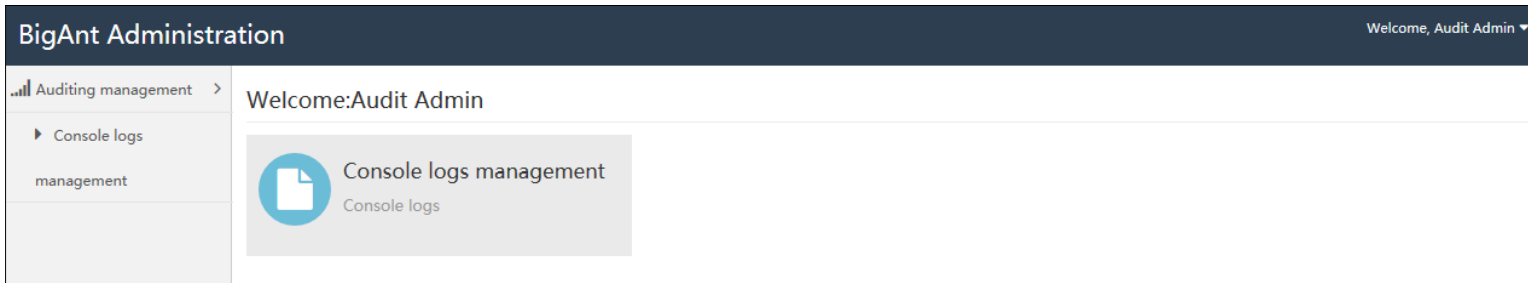 BigAnt Administration
Welcome, Audit Admin
Auditing management
Console logs
management
Welcome:Audit Admin
Console logs management
Console logs